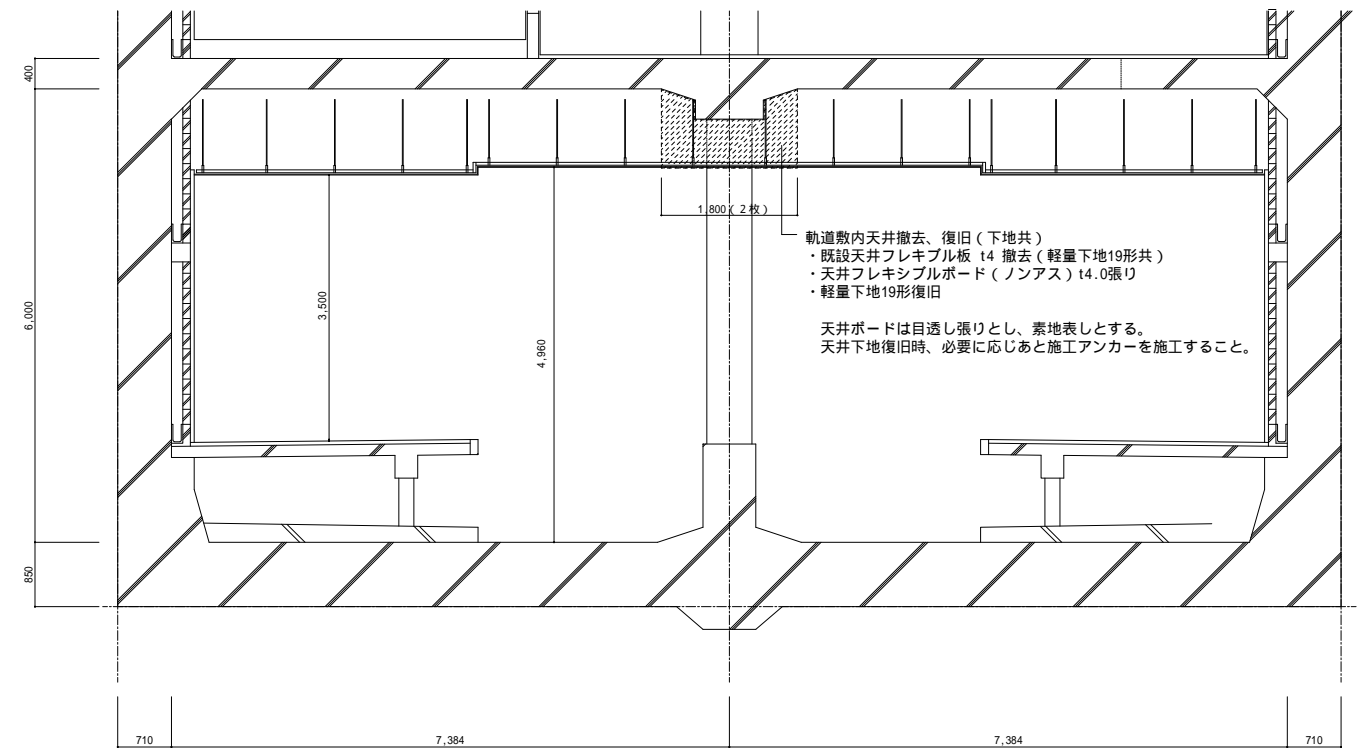 400
6,000
850
3,500
4,960
1,800(2枚)
軌道敷内天井撤去、復旧(下地共)
・既設天井フレキブル板 t4 撤去(軽量下地19形共)
・天井フレキシブルボード(ノンアス)t4.0張り
・軽量下地19形復旧
天井ボードは目透し張りとし、素地表しとする。
天井下地復旧時、必要に応じあと施工アンカーを施工すること。
710
7,384
7,384
710